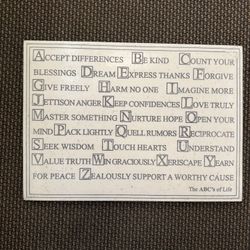 ACCEPT DIFFERENCES BE KIND COUNT YOUR
BLESSINGS DREAM EXPRESS THANKS FORGIVE
GIVE FREELY HARM NO ONE IMAGINE MORE
JETTISON ANGER KEEP CONFIDENCES LOVE TRULY
MASTER SOMETHING NURTURE HOPE OPEN YOUR
MIND PACK LIGHTLY QUELL RUMORS RECIPROCATE
SEEK WISDOM TOUCH HEARTS UNDERSTAND
VALUE TRUTH WIN GRACIOUSLY XERISCAPE YEARN
FOR PEACE ZEALOUSLY SUPPORT A WORTHY CAUSE
The ABC's of Life